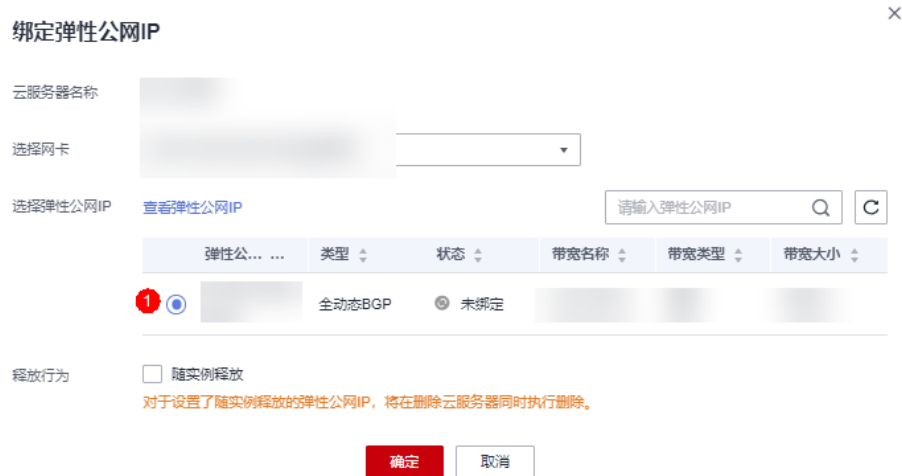 绑定弹性公网IP
云服务器名称
选择网卡
选择弹性公网IP 查看弹性公网IP 请输入弹性公网IP
弹性公... ... 类型 状态 带宽名称 带宽类型 带宽大小
1 全动态BGP 未绑定
释放行为 随实例释放
对于设置了随实例释放的弹性公网IP，将在删除云服务器同时执行删除。
确定 取消